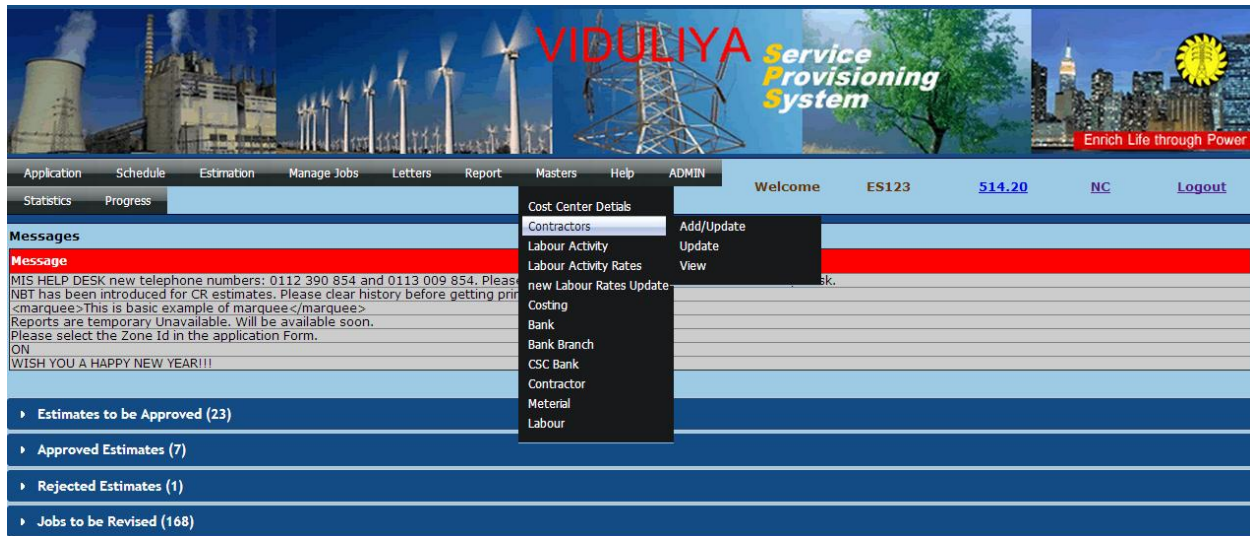 VIDULIYA
Service
Provisioning
System
Enrich Life through Power
Application Schedule Estimation Manage Jobs Letters Report Masters Help ADMIN
Statistics Progress
Welcome ES123 514.20 NC Logout
Cost Center Detials
Contractors
Labour Activity
Labour Activity Rates
new Labour Rates Update
Costing
Bank
Bank Branch
CSC Bank
Contractor
Meterial
Labour
Add/Update
Update
View
Messages
Message
MIS HELP DESK new telephone numbers: 0112 390 854 and 0113 009 854.
NBT has been introduced for CR estimates. Please clear history before getting
<marquee>This is basic example of marquee</marquee>
Reports are temporary Unavailable. Will be available soon.
Please select the Zone Id in the application Form.
ON
WISH YOU A HAPPY NEW YEAR!!!
Estimates to be Approved (23)
Approved Estimates (7)
Rejected Estimates (1)
Jobs to be Revised (168)